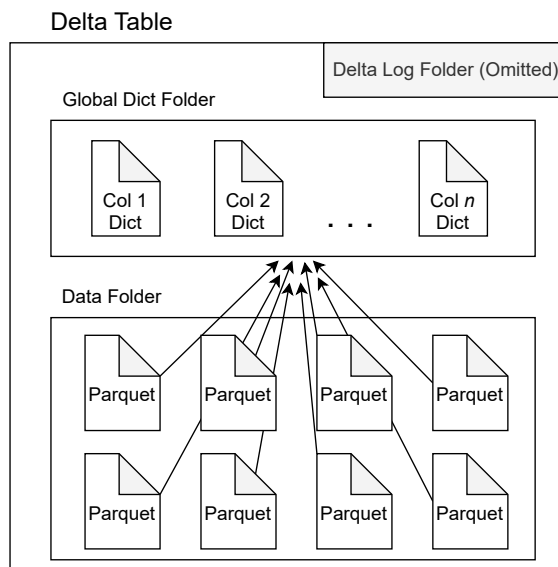 Delta Table
Delta Log Folder (Omitted)
Global Dict Folder
Col 1
Dict
Col 2
Dict
. . .
Col n
Dict
Data Folder
Parquet
Parquet
Parquet
Parquet
Parquet
Parquet
Parquet
Parquet